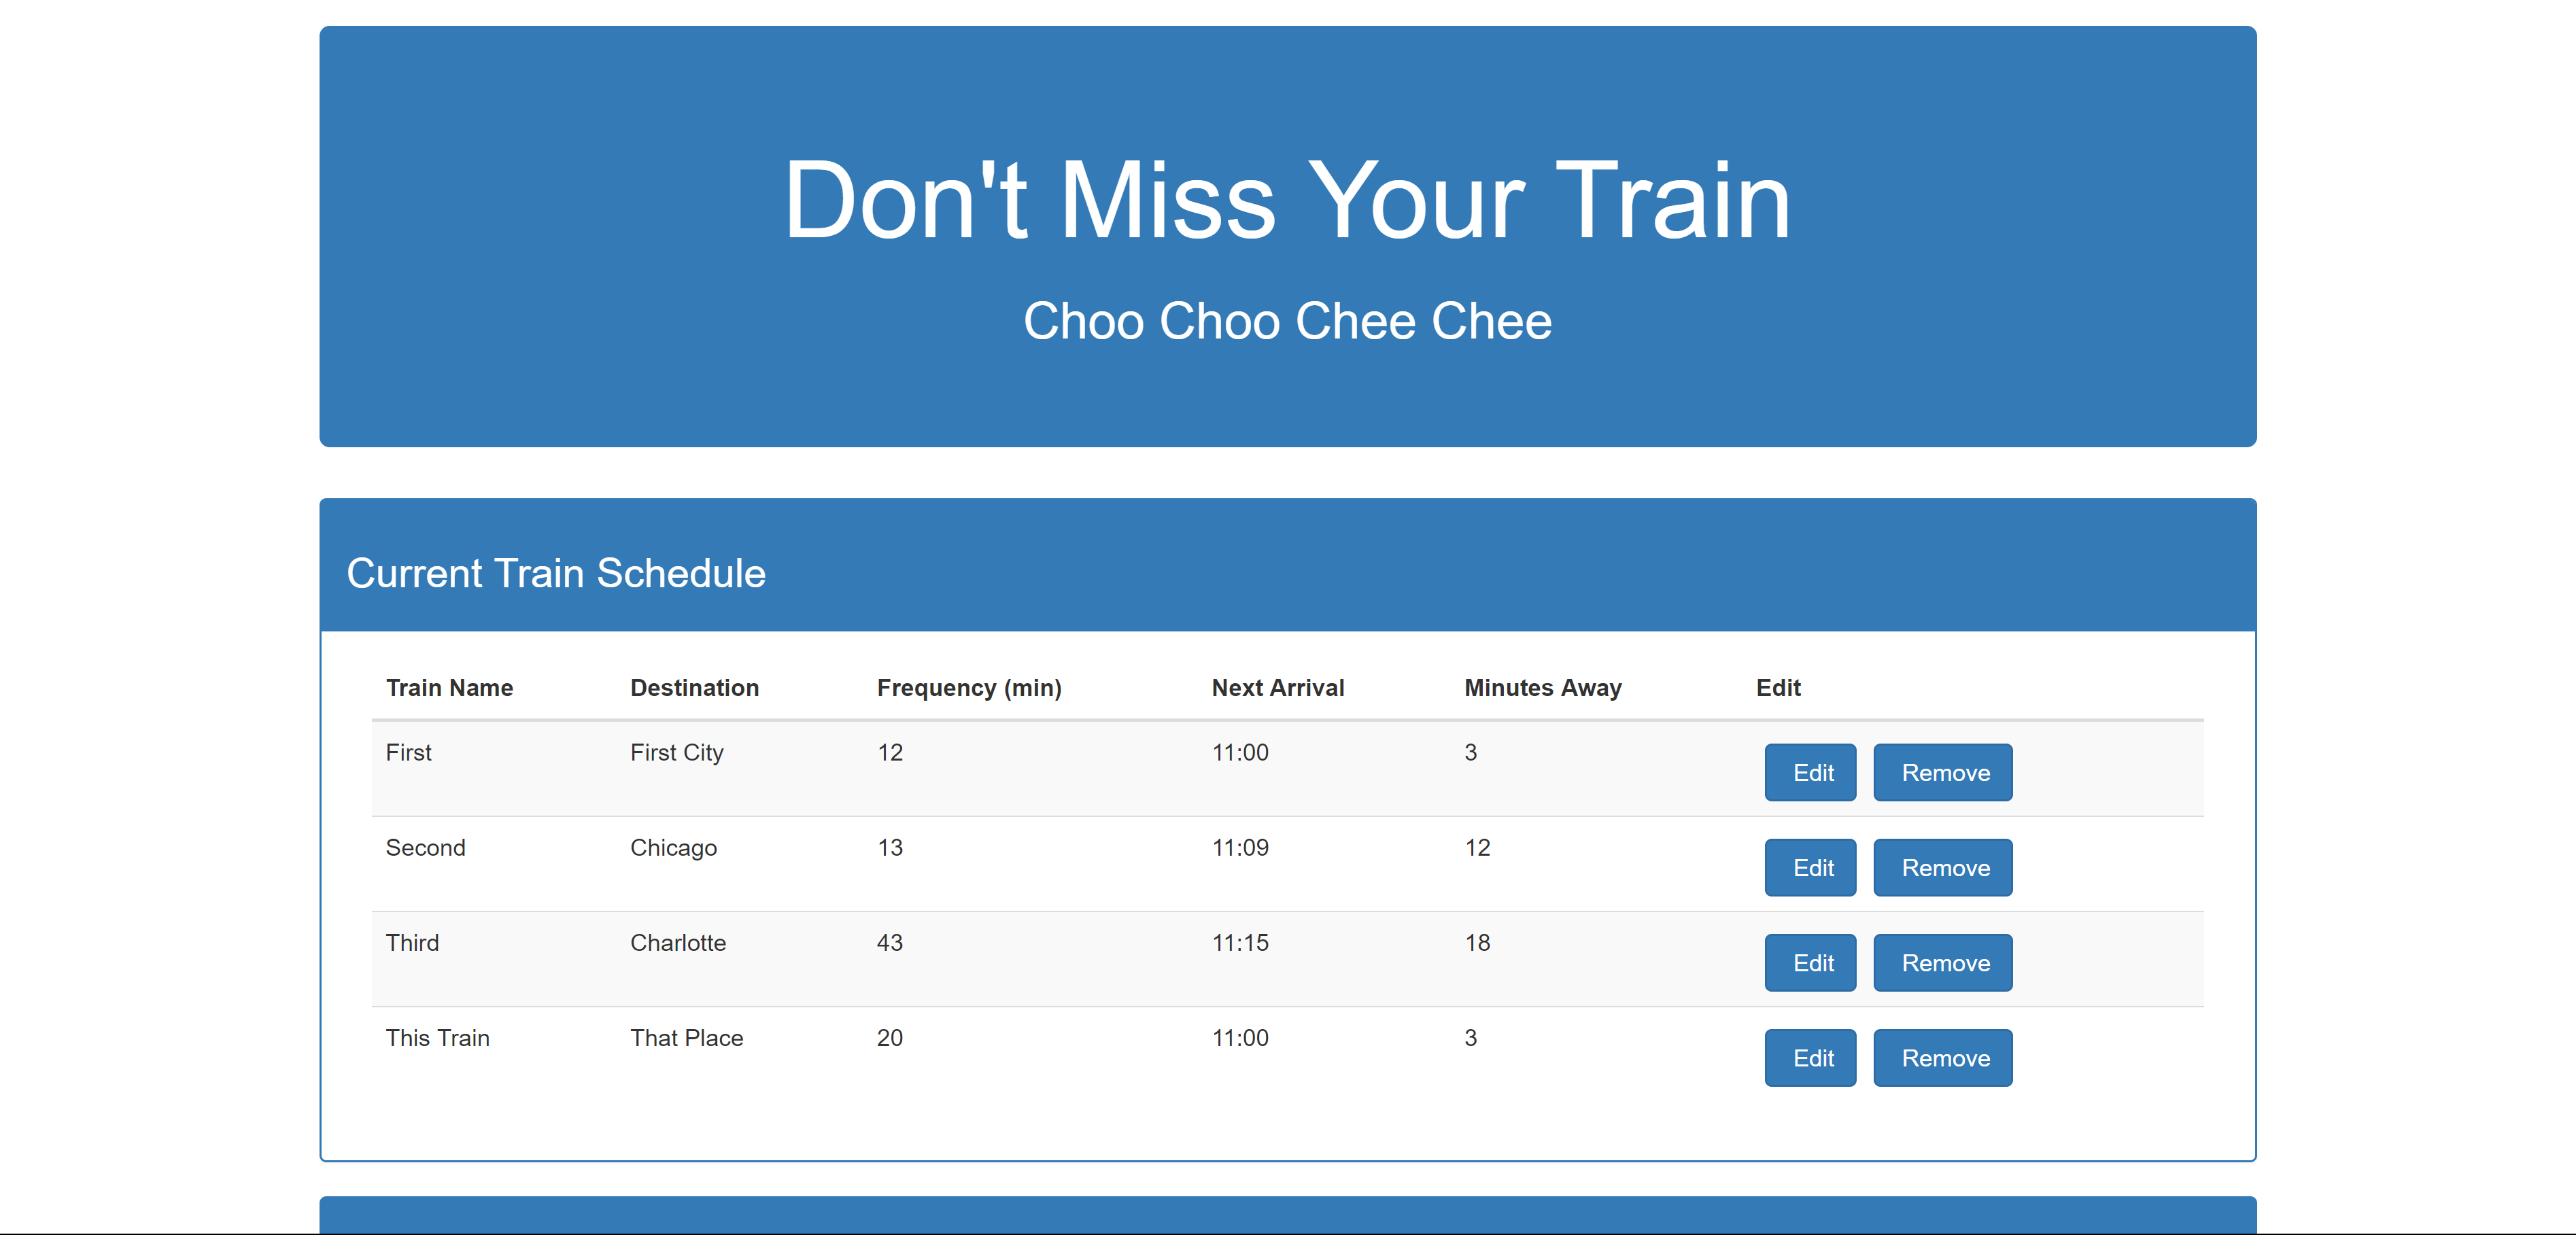 Don't Miss Your Train
Choo Choo Chee Chee
Current Train Schedule
Train Name Destination Frequency (min) Next Arrival Minutes Away Edit
First First City 12 11:00 3 Edit Remove
Second Chicago 13 11:09 12 Edit Remove
Third Charlotte 43 11:15 18 Edit Remove
This Train That Place 20 11:00 3 Edit Remove